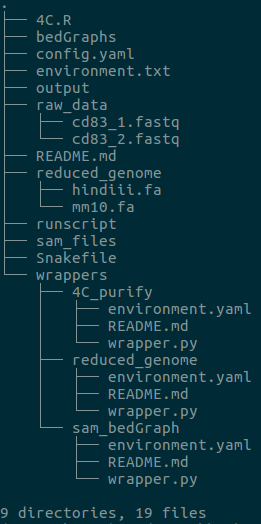 .
├── 4C.R
├── bedGraphs
├── config.yaml
├── environment.txt
├── output
├── raw_data
│   ├── cd83_1.fastq
│   └── cd83_2.fastq
├── README.md
├── reduced_genome
│   ├── hindiii.fa
│   └── mm10.fa
├── runscript
├── sam_files
├── Snakefile
└── wrappers
    ├── 4C_purify
    │   ├── environment.yaml
    │   ├── README.md
    │   └── wrapper.py
    ├── reduced_genome
    │   ├── environment.yaml
    │   ├── README.md
    │   └── wrapper.py
    └── sam_bedGraph
        ├── environment.yaml
        ├── README.md
        └── wrapper.py
9 directories, 19 files